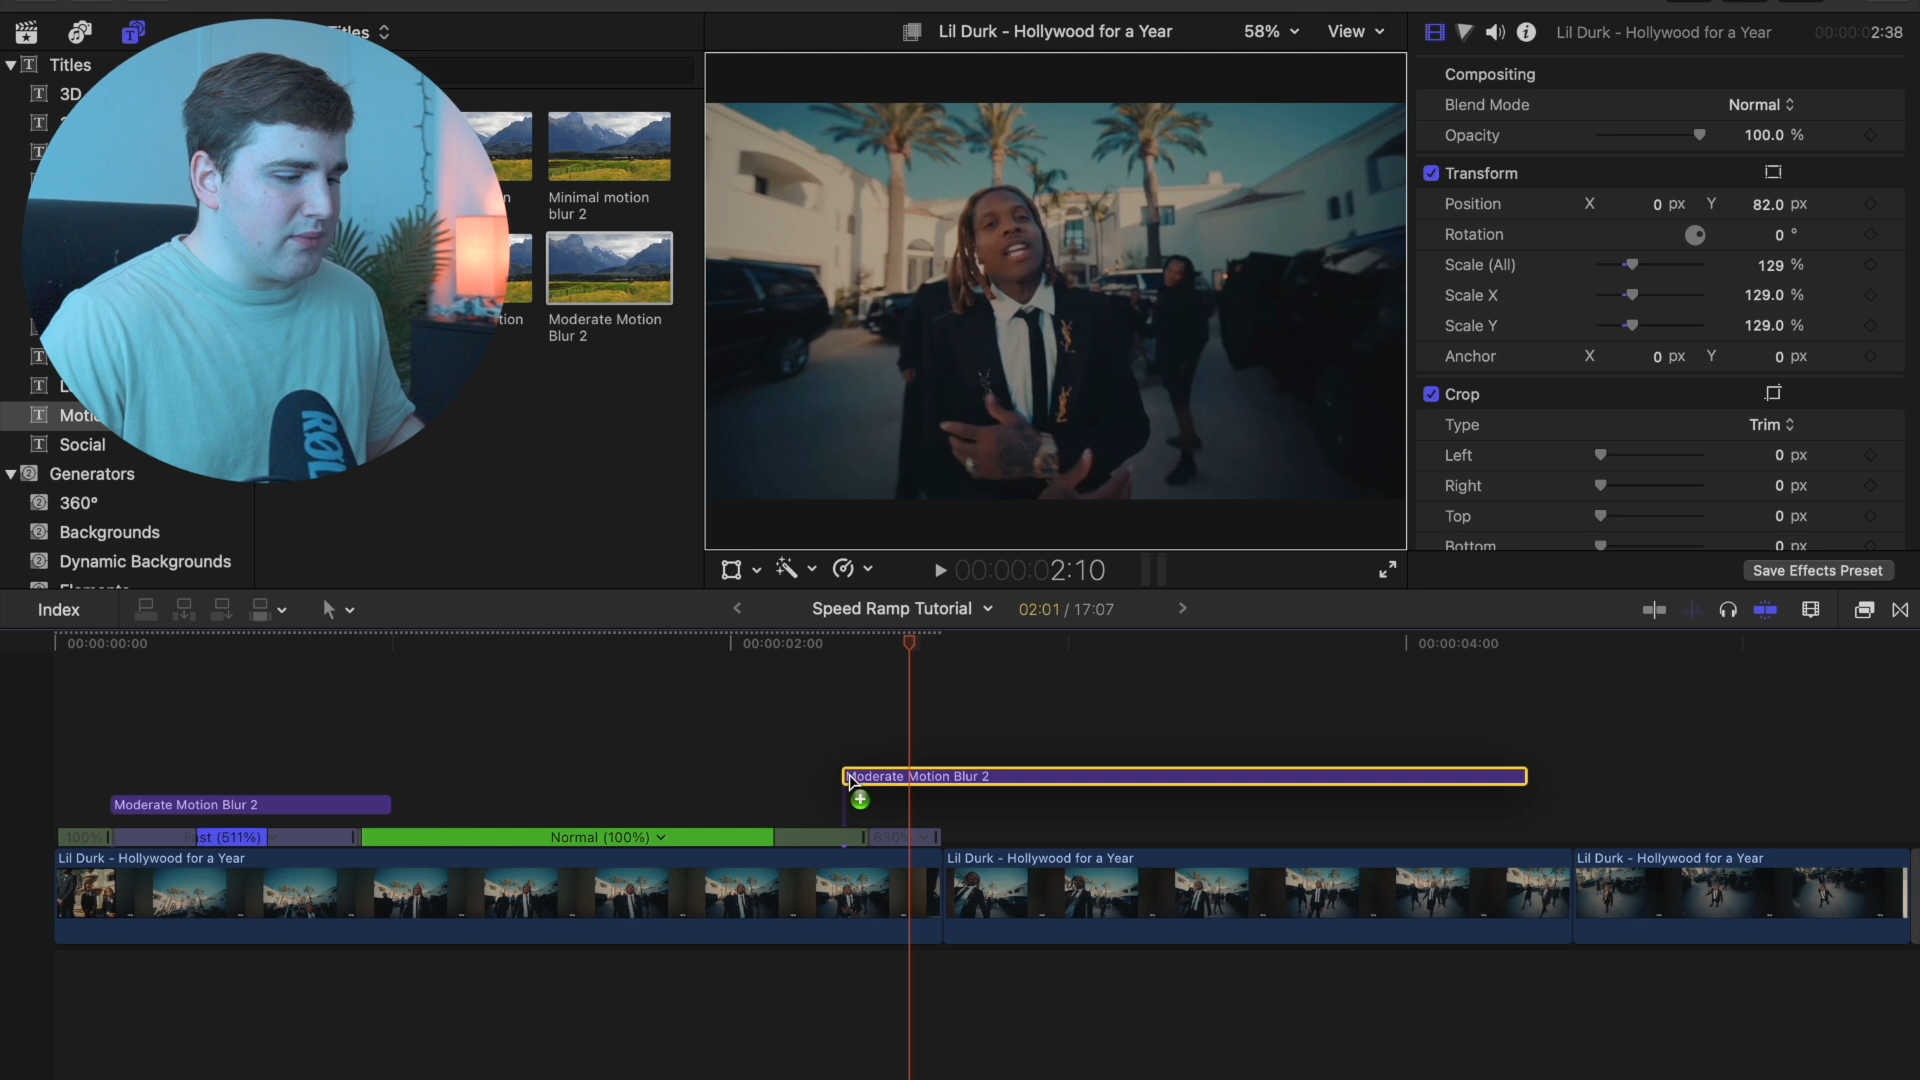 Titles
Lil Durk - Hollywood for a Year
58%
View
Lil Durk - Hollywood for a Year
00:00:02:38
Titles
3D
Motio
Social
Generators
360°
Backgrounds
Dynamic Backgrounds
Minimal motion
blur 2
Moderate Motion
Blur 2
RØD
Compositing
Blend Mode
Normal
Opacity
100.0 %
Transform
Position
X
0 px
Y
82.0 px
Rotation
0 °
Scale (All)
129 %
Scale X
129.0 %
Scale Y
129.0 %
Anchor
X
0 px
Y
0 px
Crop
Type
Trim
Left
0 px
Right
0 px
Top
0 px
Bottom
0 px
Save Effects Preset
00:00:02:10
Index
Speed Ramp Tutorial
02:01 / 17:07
00:00:00:00
00:00:02:00
00:00:04:00
Moderate Motion Blur 2
Moderate Motion Blur 2
100%
Fast (511%)
Normal (100%)
630%
Lil Durk - Hollywood for a Year
Lil Durk - Hollywood for a Year
Lil Durk - Hollywood for a Year